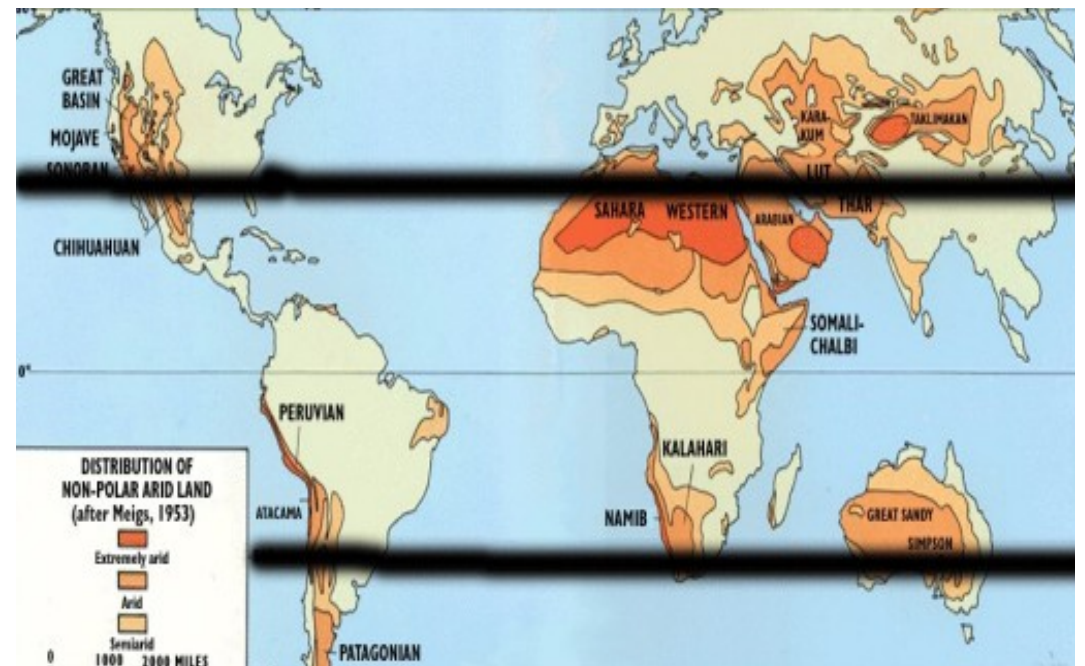 GREAT
BASIN
MOJAVE
SONORAN
CHIHUAHUAN
KARA-
KUM
TAKLIMAKAN
LUT
THAR
SAHARA
WESTERN
ARABIAN
SOMALI-
CHALBI
0°
PERUVIAN
KALAHARI
ATACAMA
NAMIB
GREAT SANDY
SIMPSON
PATAGONIAN
DISTRIBUTION OF
NON-POLAR ARID LAND
(after Meigs, 1953)
Extremely arid
Arid
Semiarid
0 1000 2000 MILES